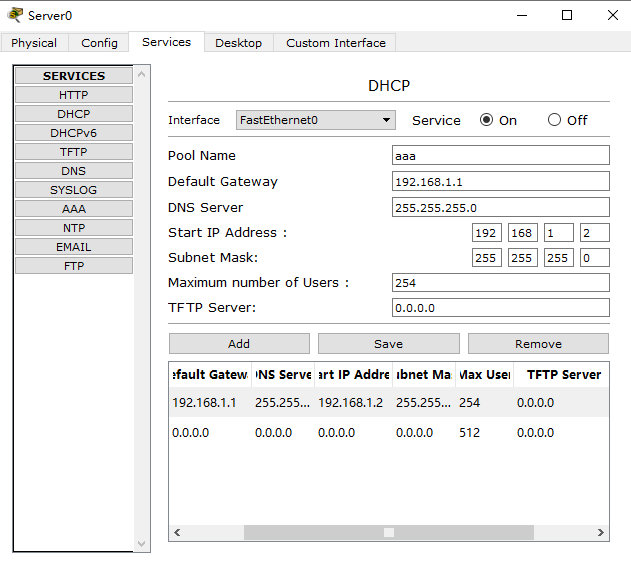 Server0
Physical Config Services Desktop Custom Interface
SERVICES
HTTP
DHCP
DHCPv6
TFTP
DNS
SYSLOG
AAA
NTP
EMAIL
FTP
DHCP
Interface FastEthernet0 Service On Off
Pool Name aaa
Default Gateway 192.168.1.1
DNS Server 255.255.255.0
Start IP Address : 192 168 1 2
Subnet Mask: 255 255 255 0
Maximum number of Users : 254
TFTP Server: 0.0.0.0
Add Save Remove
efault Gatewa DNS Serve art IP Addre ubnet Ma Max User TFTP Server
192.168.1.1 255.255... 192.168.1.2 255.255... 254 0.0.0.0
0.0.0.0 0.0.0.0 0.0.0.0 0.0.0.0 512 0.0.0.0